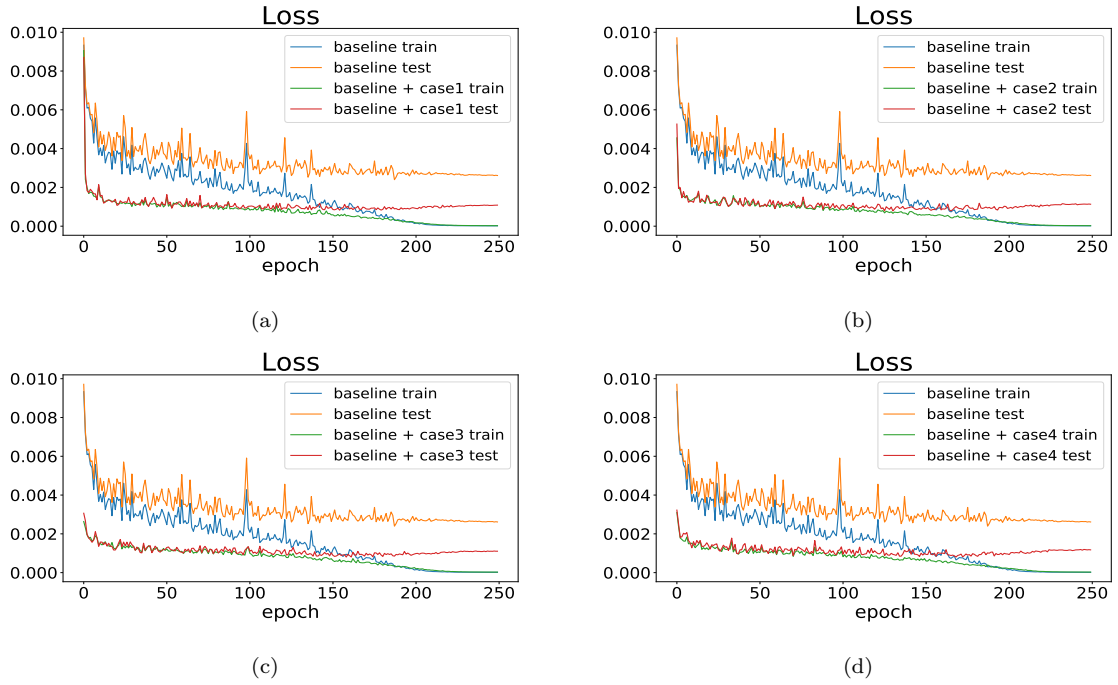 Loss
0.010
0.008
0.006
0.004
0.002
0.000
baseline train
baseline test
baseline + case1 train
baseline + case1 test
0 50 100 150 200 250
epoch
(a)
Loss
0.010
0.008
0.006
0.004
0.002
0.000
baseline train
baseline test
baseline + case2 train
baseline + case2 test
0 50 100 150 200 250
epoch
(b)
Loss
0.010
0.008
0.006
0.004
0.002
0.000
baseline train
baseline test
baseline + case3 train
baseline + case3 test
0 50 100 150 200 250
epoch
(c)
Loss
0.010
0.008
0.006
0.004
0.002
0.000
baseline train
baseline test
baseline + case4 train
baseline + case4 test
0 50 100 150 200 250
epoch
(d)